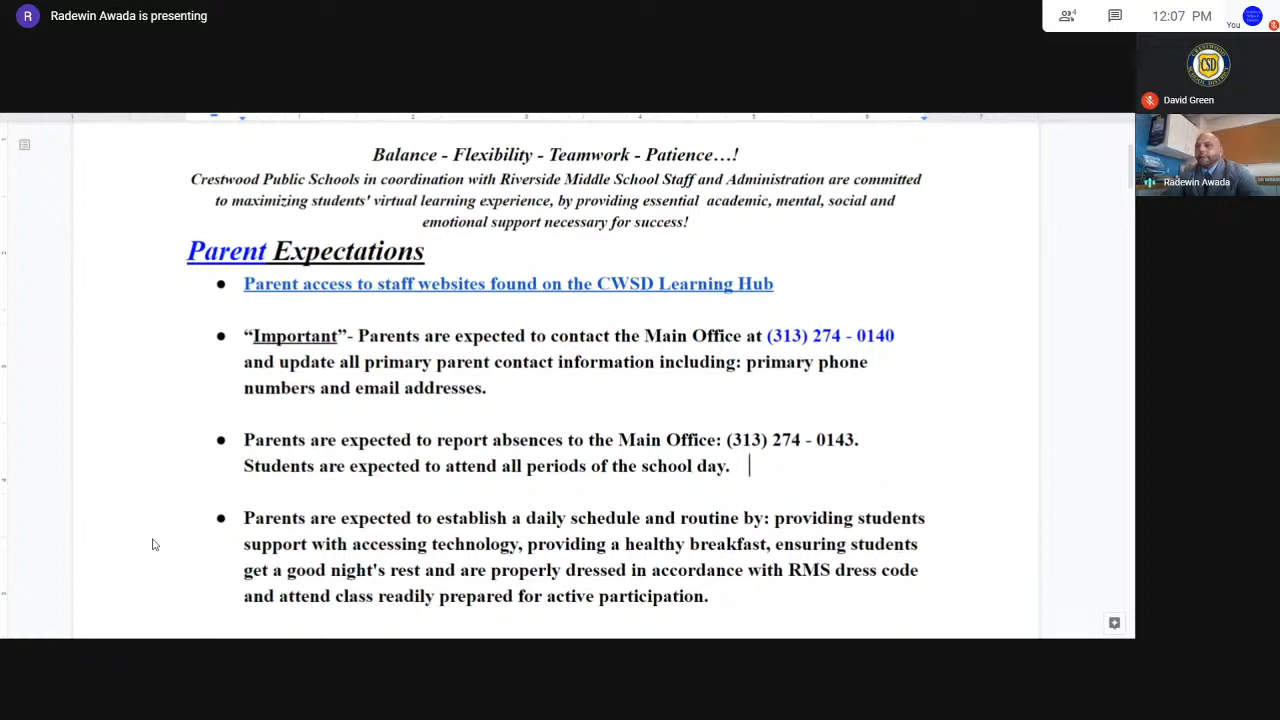 R Radewin Awada is presenting
4
12:07 PM
You
CRESTWOOD
CSD
SCHOOL DISTRICT
David Green
Radewin Awada
Balance - Flexibility - Teamwork - Patience…!
Crestwood Public Schools in coordination with Riverside Middle School Staff and Administration are committed
to maximizing students' virtual learning experience, by providing essential academic, mental, social and
emotional support necessary for success!
Parent Expectations
● Parent access to staff websites found on the CWSD Learning Hub
● “Important”- Parents are expected to contact the Main Office at (313) 274 - 0140
and update all primary parent contact information including: primary phone
numbers and email addresses.
● Parents are expected to report absences to the Main Office: (313) 274 - 0143.
Students are expected to attend all periods of the school day.
● Parents are expected to establish a daily schedule and routine by: providing students
support with accessing technology, providing a healthy breakfast, ensuring students
get a good night's rest and are properly dressed in accordance with RMS dress code
and attend class readily prepared for active participation.